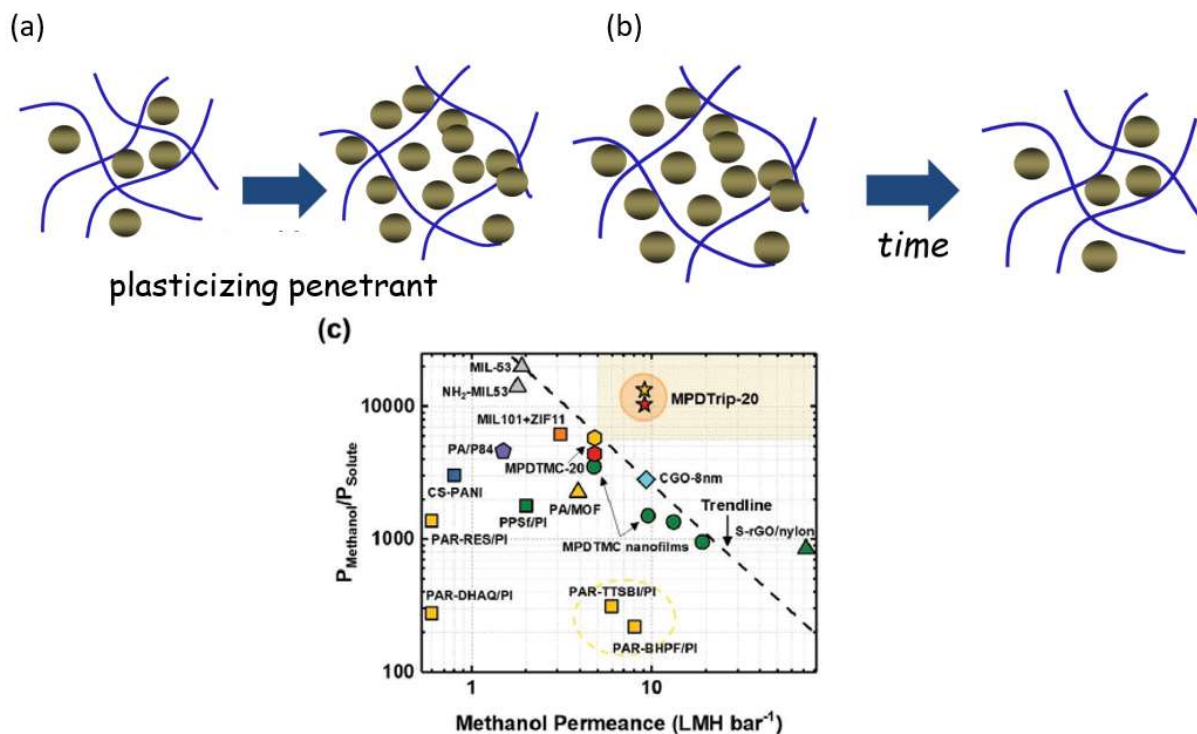 (a)
(b)
plasticizing penetrant
time
(c)
P_Methanol/P_Solute
10000
1000
100
MIL-53
NH₂-MIL53
MIL101+ZIF11
PA/P84
MPDTMC-20
CS-PANI
PPSf/PI
PA/MOF
PAR-RES/PI
MPDTMC nanofilms
PAR-DHAQ/PI
PAR-TTSBI/PI
PAR-BHPF/PI
MPDTrip-20
CGO-8nm
Trendline
S-rGO/nylon
1
10
Methanol Permeance (LMH bar⁻¹)